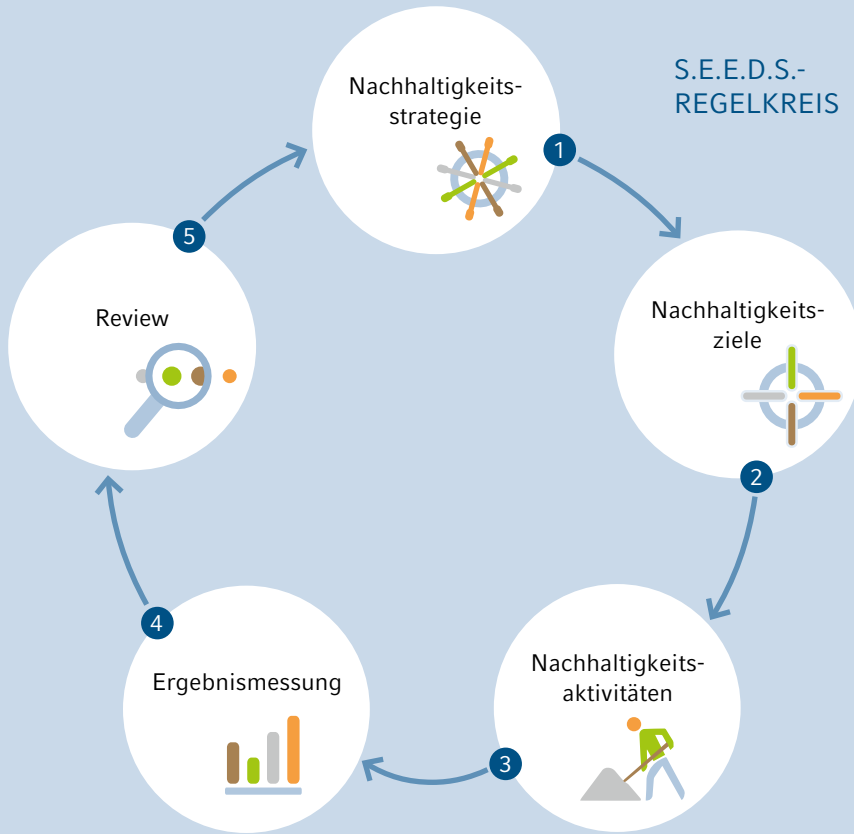 S.E.E.D.S.-
REGELKREIS
Nachhaltigkeits-
strategie
1
Nachhaltigkeits-
ziele
2
Nachhaltigkeits-
aktivitäten
3
Ergebnismessung
4
Review
5